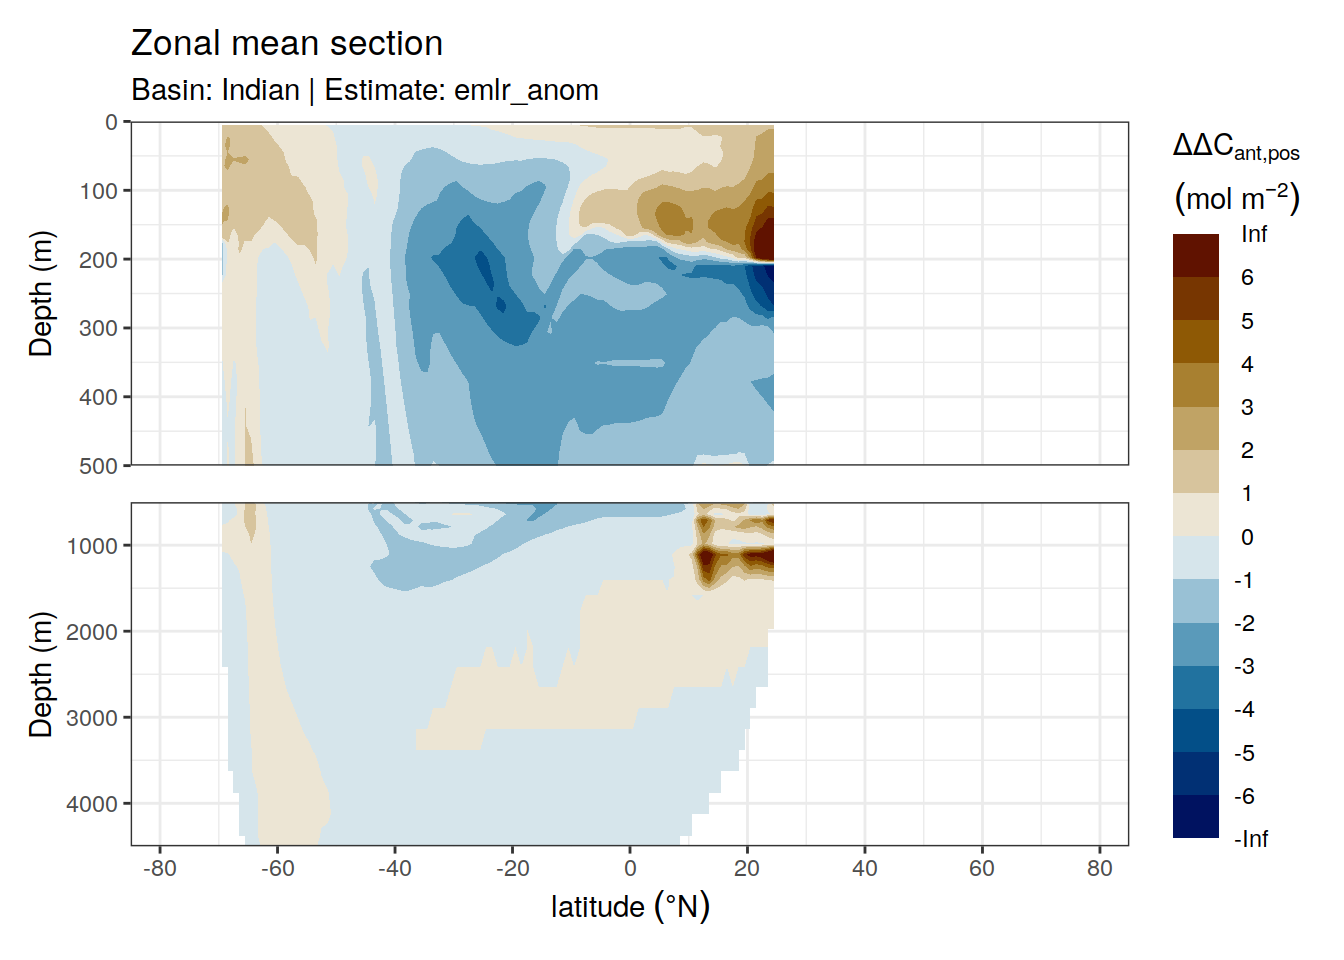 Zonal mean section
Basin: Indian | Estimate: emlr_anom
ΔΔC_ant,pos
(mol m⁻²)
Inf
6
5
4
3
2
1
0
-1
-2
-3
-4
-5
-6
-Inf
Depth (m)
0
100
200
300
400
500
Depth (m)
1000
2000
3000
4000
-80 -60 -40 -20 0 20 40 60 80
latitude (°N)